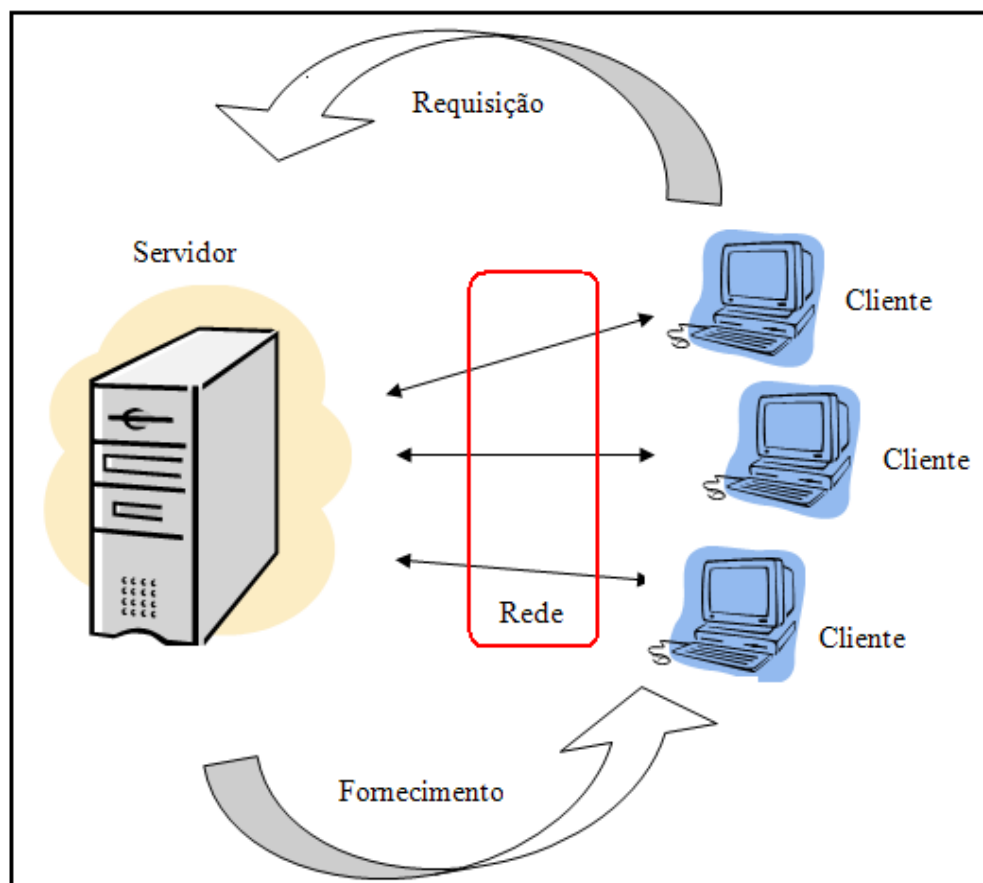 Requisição
Servidor
Cliente
Cliente
Rede
Cliente
Fornecimento